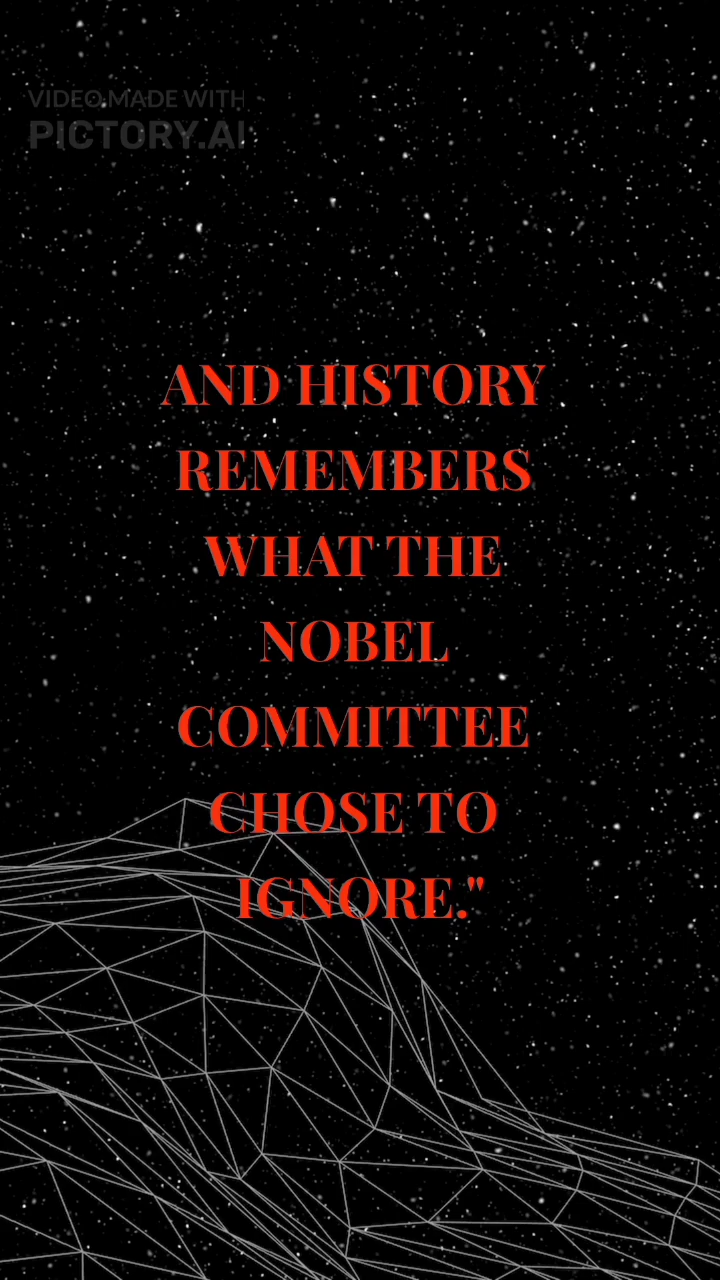 VIDEO MADE WITH
PICTORY.AI
AND HISTORY
REMEMBERS
WHAT THE
NOBEL
COMMITTEE
CHOSE TO
IGNORE."